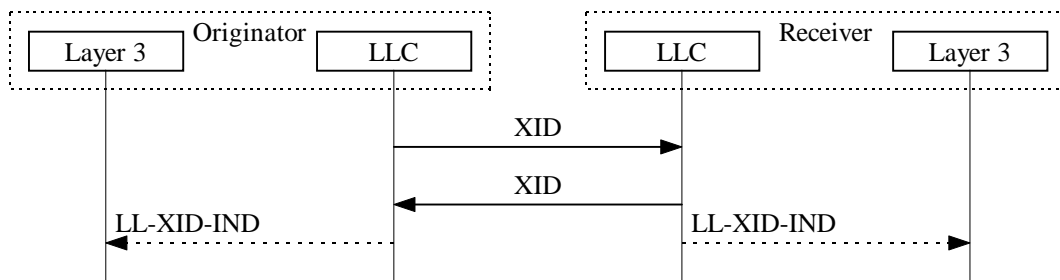 Originator
Receiver
Layer 3
LLC
LLC
Layer 3
XID
XID
LL-XID-IND
LL-XID-IND